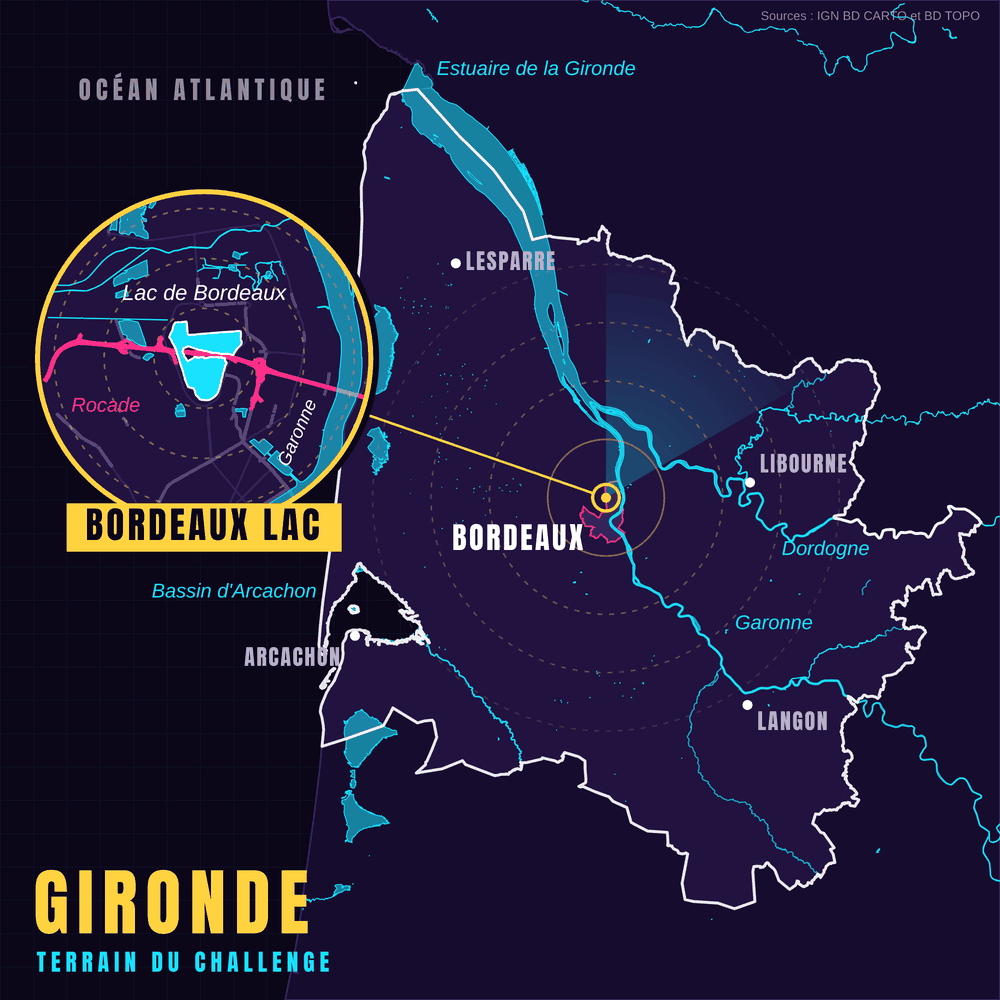 Sources : IGN BD CARTO et BD TOPO
Estuaire de la Gironde
OCÉAN ATLANTIQUE
LESPARRE
Lac de Bordeaux
Rocade
Garonne
LIBOURNE
BORDEAUX LAC
BORDEAUX
Dordogne
Bassin d'Arcachon
Garonne
ARCACHON
LANGON
GIRONDE
TERRAIN DU CHALLENGE